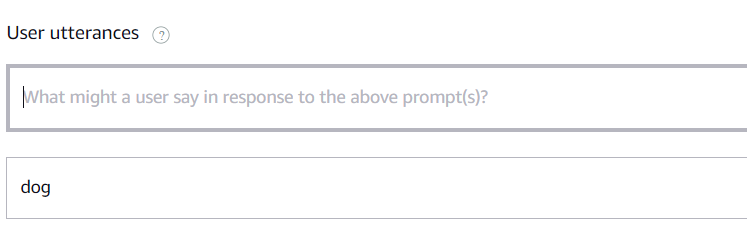 User utterances ?
What might a user say in response to the above prompt(s)?
dog